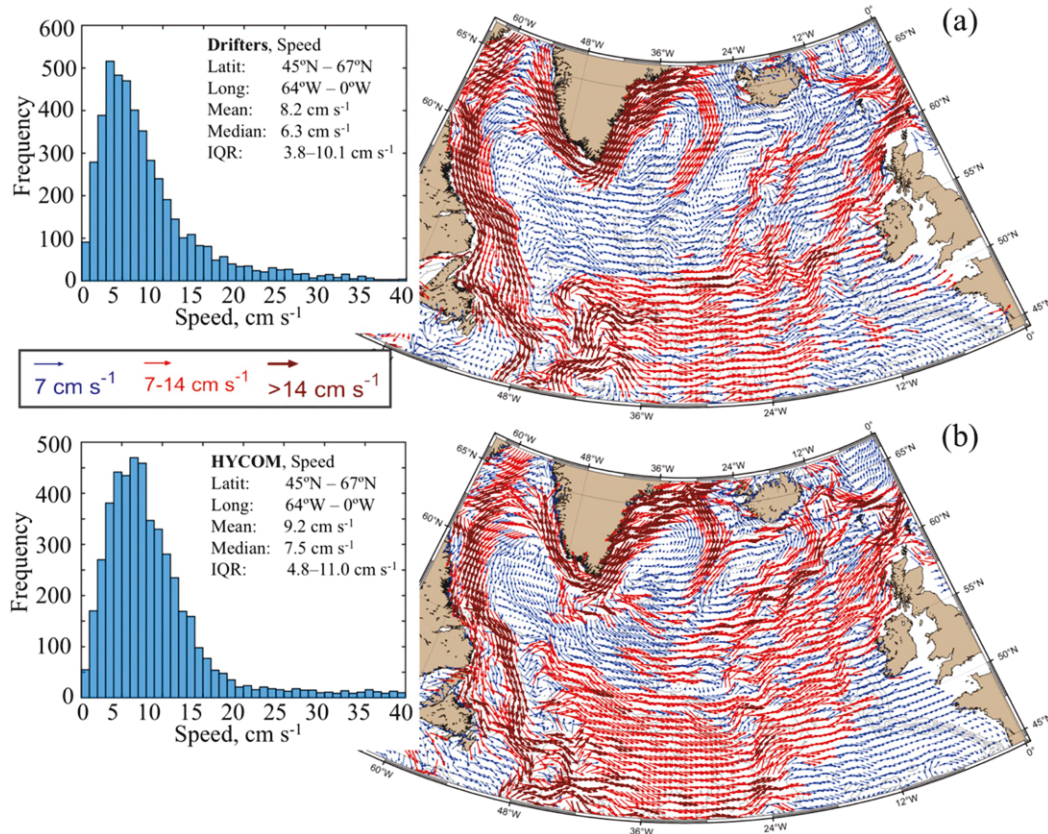 600
500
400
300
200
100
0
Frequency
Drifters, Speed
Latit: 45ºN – 67ºN
Long: 64ºW – 0ºW
Mean: 8.2 cm s⁻¹
Median: 6.3 cm s⁻¹
IQR: 3.8–10.1 cm s⁻¹
0 5 10 15 20 25 30 35 40
Speed, cm s⁻¹
(a)
60°W
48°W
36°W
24°W
12°W
0°
65°N
65°N
60°N
60°N
55°N
50°N
45°N
0°
12°W
24°W
36°W
48°W
7 cm s⁻¹
7-14 cm s⁻¹
>14 cm s⁻¹
500
400
300
200
100
0
Frequency
HYCOM, Speed
Latit: 45ºN – 67ºN
Long: 64ºW – 0ºW
Mean: 9.2 cm s⁻¹
Median: 7.5 cm s⁻¹
IQR: 4.8–11.0 cm s⁻¹
0 5 10 15 20 25 30 35 40
Speed, cm s⁻¹
(b)
60°W
48°W
36°W
24°W
12°W
0°
65°N
65°N
60°N
60°N
55°N
50°N
45°N
0°
12°W
24°W
36°W
48°W
60°W